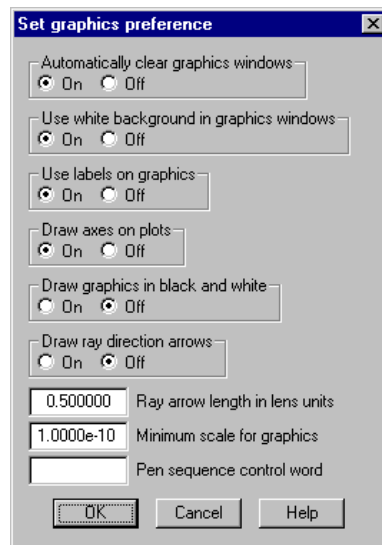 Set graphics preference
Automatically clear graphics windows
On Off
Use white background in graphics windows
On Off
Use labels on graphics
On Off
Draw axes on plots
On Off
Draw graphics in black and white
On Off
Draw ray direction arrows
On Off
0.500000 Ray arrow length in lens units
1.0000e-10 Minimum scale for graphics
Pen sequence control word
OK Cancel Help